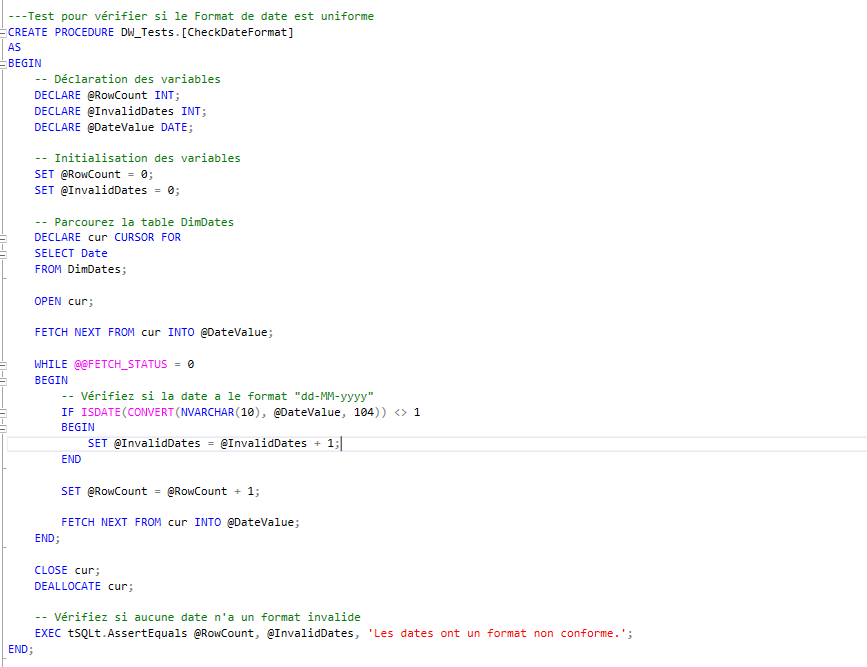 ---Test pour vérifier si le Format de date est uniforme
CREATE PROCEDURE DW_Tests.[CheckDateFormat]
AS
BEGIN
    -- Déclaration des variables
    DECLARE @RowCount INT;
    DECLARE @InvalidDates INT;
    DECLARE @DateValue DATE;

    -- Initialisation des variables
    SET @RowCount = 0;
    SET @InvalidDates = 0;

    -- Parcourez la table DimDates
    DECLARE cur CURSOR FOR
    SELECT Date
    FROM DimDates;

    OPEN cur;

    FETCH NEXT FROM cur INTO @DateValue;

    WHILE @@FETCH_STATUS = 0
    BEGIN
        -- Vérifiez si la date a le format "dd-MM-yyyy"
        IF ISDATE(CONVERT(NVARCHAR(10), @DateValue, 104)) <> 1
        BEGIN
            SET @InvalidDates = @InvalidDates + 1;
        END

        SET @RowCount = @RowCount + 1;

        FETCH NEXT FROM cur INTO @DateValue;
    END;

    CLOSE cur;
    DEALLOCATE cur;

    -- Vérifiez si aucune date n'a un format invalide
    EXEC tSQLt.AssertEquals @RowCount, @InvalidDates, 'Les dates ont un format non conforme.';
END;